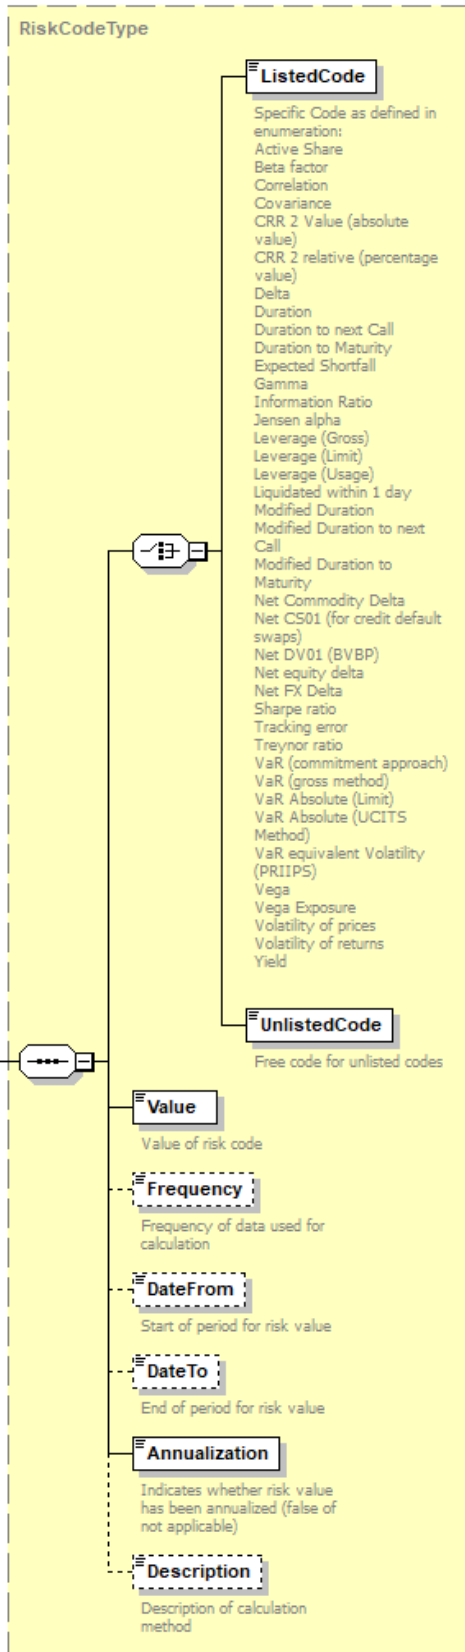 RiskCodeType
ListedCode
Specific Code as defined in
enumeration:
Active Share
Beta factor
Correlation
Covariance
CRR 2 Value (absolute
value)
CRR 2 relative (percentage
value)
Delta
Duration
Duration to next Call
Duration to Maturity
Expected Shortfall
Gamma
Information Ratio
Jensen alpha
Leverage (Gross)
Leverage (Limit)
Leverage (Usage)
Liquidated within 1 day
Modified Duration
Modified Duration to next
Call
Modified Duration to
Maturity
Net Commodity Delta
Net CS01 (for credit default
swaps)
Net DV01 (BVBP)
Net equity delta
Net FX Delta
Sharpe ratio
Tracking error
Treynor ratio
VaR (commitment approach)
VaR (gross method)
VaR Absolute (Limit)
VaR Absolute (UCITS
Method)
VaR equivalent Volatility
(PRIIPS)
Vega
Vega Exposure
Volatility of prices
Volatility of returns
Yield
UnlistedCode
Free code for unlisted codes
Value
Value of risk code
Frequency
Frequency of data used for
calculation
DateFrom
Start of period for risk value
DateTo
End of period for risk value
Annualization
Indicates whether risk value
has been annualized (false of
not applicable)
Description
Description of calculation
method